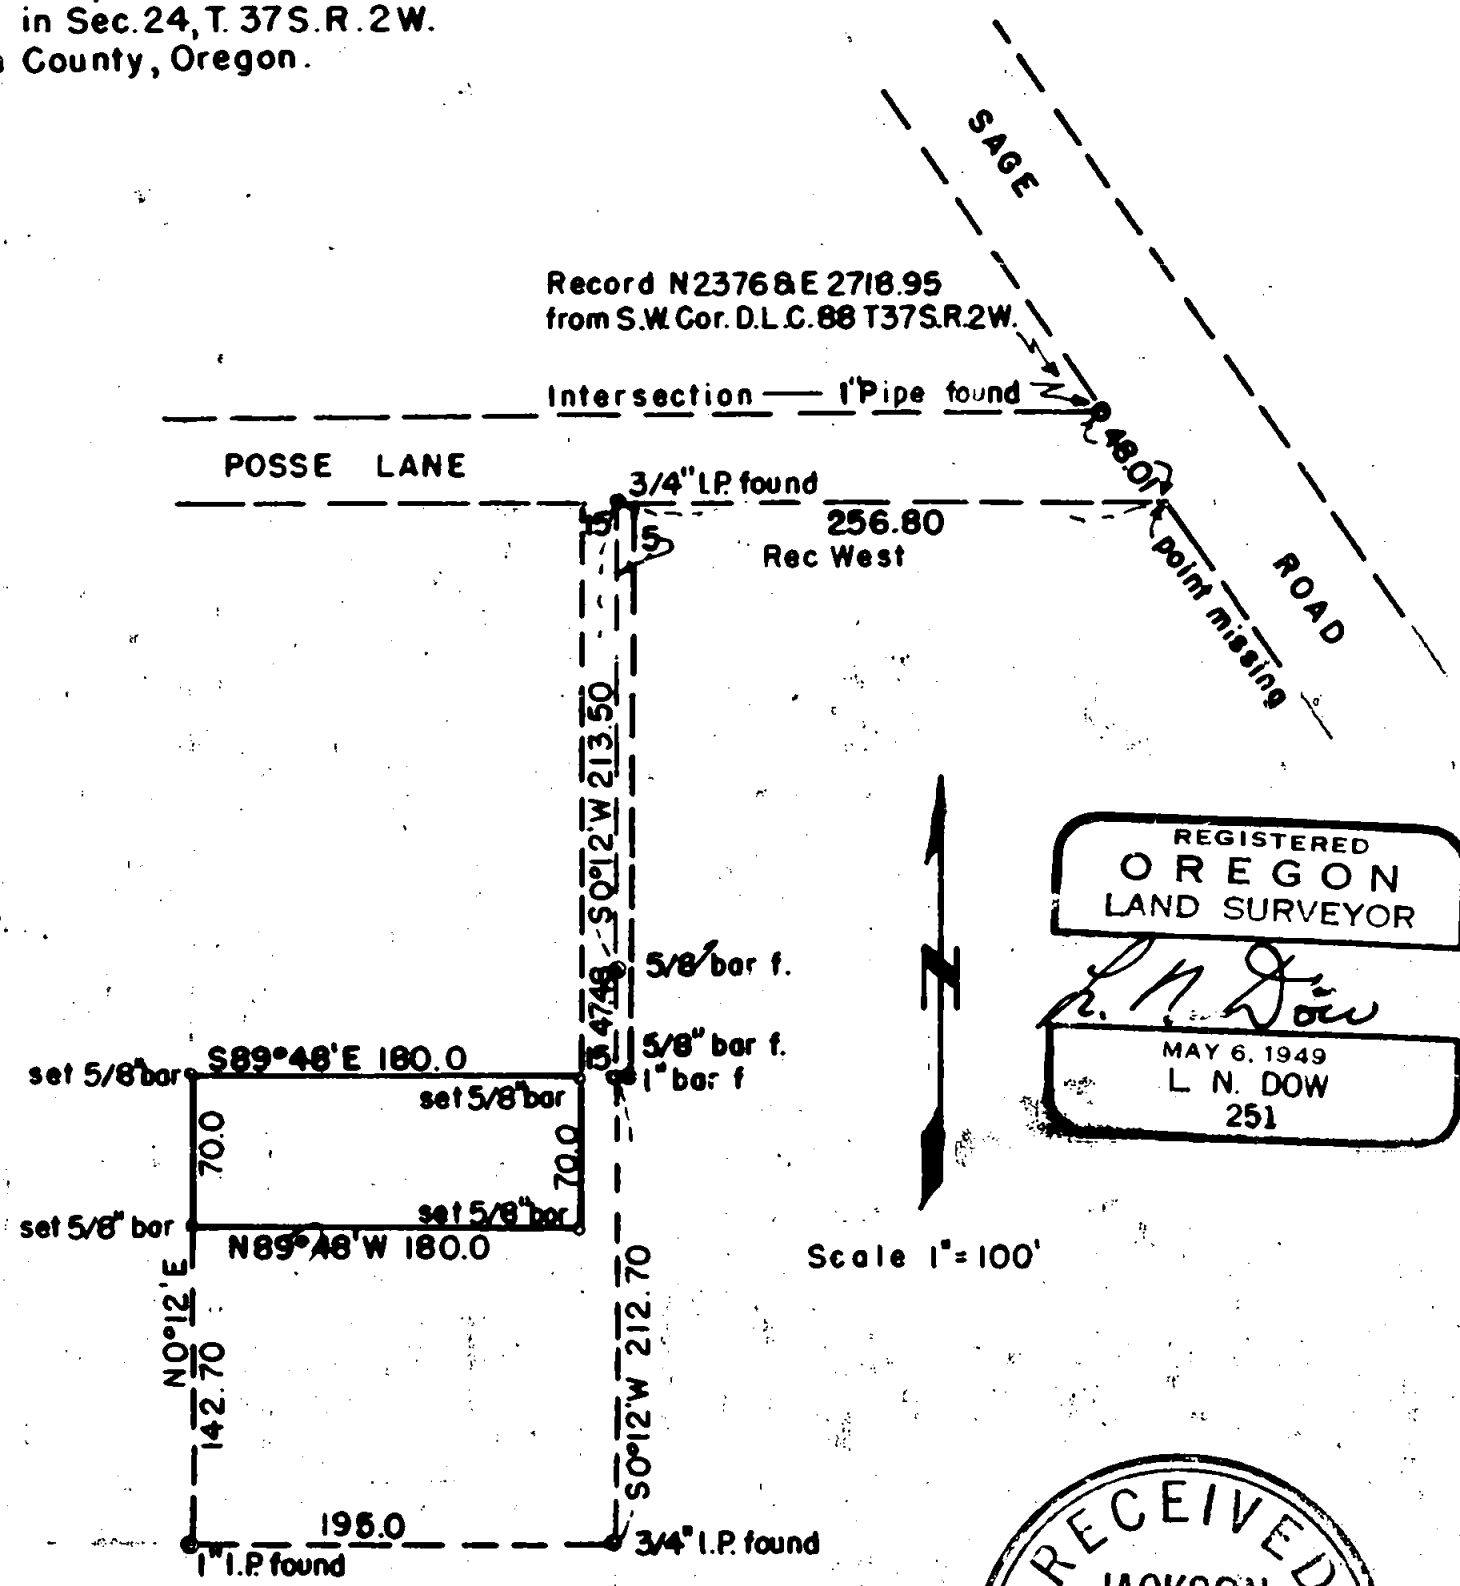 in Sec. 24, T. 37 S. R. 2 W.
County, Oregon.
SAGE
ROAD
Record N2376 & E 2718.95
from S.W. Cor. D.L.C. 88 T37S.R.2W.
Intersection — 1" Pipe found
48.01
POSSE LANE
3/4" I.P. found
15
5
256.80
Rec West
point missing
S0°12'W 213.50
REGISTERED
OREGON
LAND SURVEYOR
L. N. Dow
MAY 6, 1949
L N. DOW
251
5/8" bar f.
47.48
N
15
5/8" bar f.
1" bar f
S89°48'E 180.0
set 5/8" bar
set 5/8" bar
70.0
70.0
set 5/8" bar
set 5/8" bar
N89°48'W 180.0
Scale 1" = 100'
N0°12'E
142.70
S0°12'W 212.70
195.0
1" I.P. found
3/4" I.P. found
RECEIVED
JACKSON